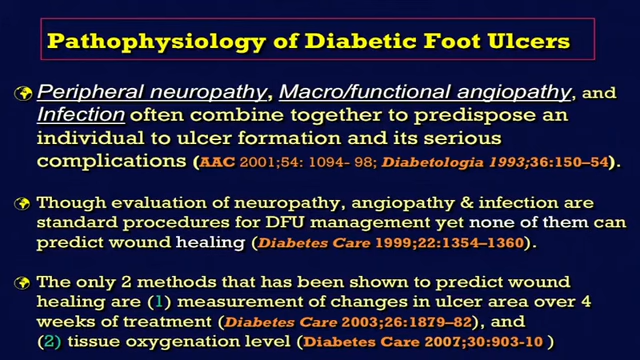 Pathophysiology of Diabetic Foot Ulcers
Peripheral neuropathy, Macro/functional angiopathy, and
Infection often combine together to predispose an
individual to ulcer formation and its serious
complications (AAC 2001;54: 1094- 98; Diabetologia 1993;36:150–54).
Though evaluation of neuropathy, angiopathy & infection are
standard procedures for DFU management yet none of them can
predict wound healing (Diabetes Care 1999;22:1354–1360).
The only 2 methods that has been shown to predict wound
healing are (1) measurement of changes in ulcer area over 4
weeks of treatment (Diabetes Care 2003;26:1879–82), and
(2) tissue oxygenation level (Diabetes Care 2007;30:903-10 )